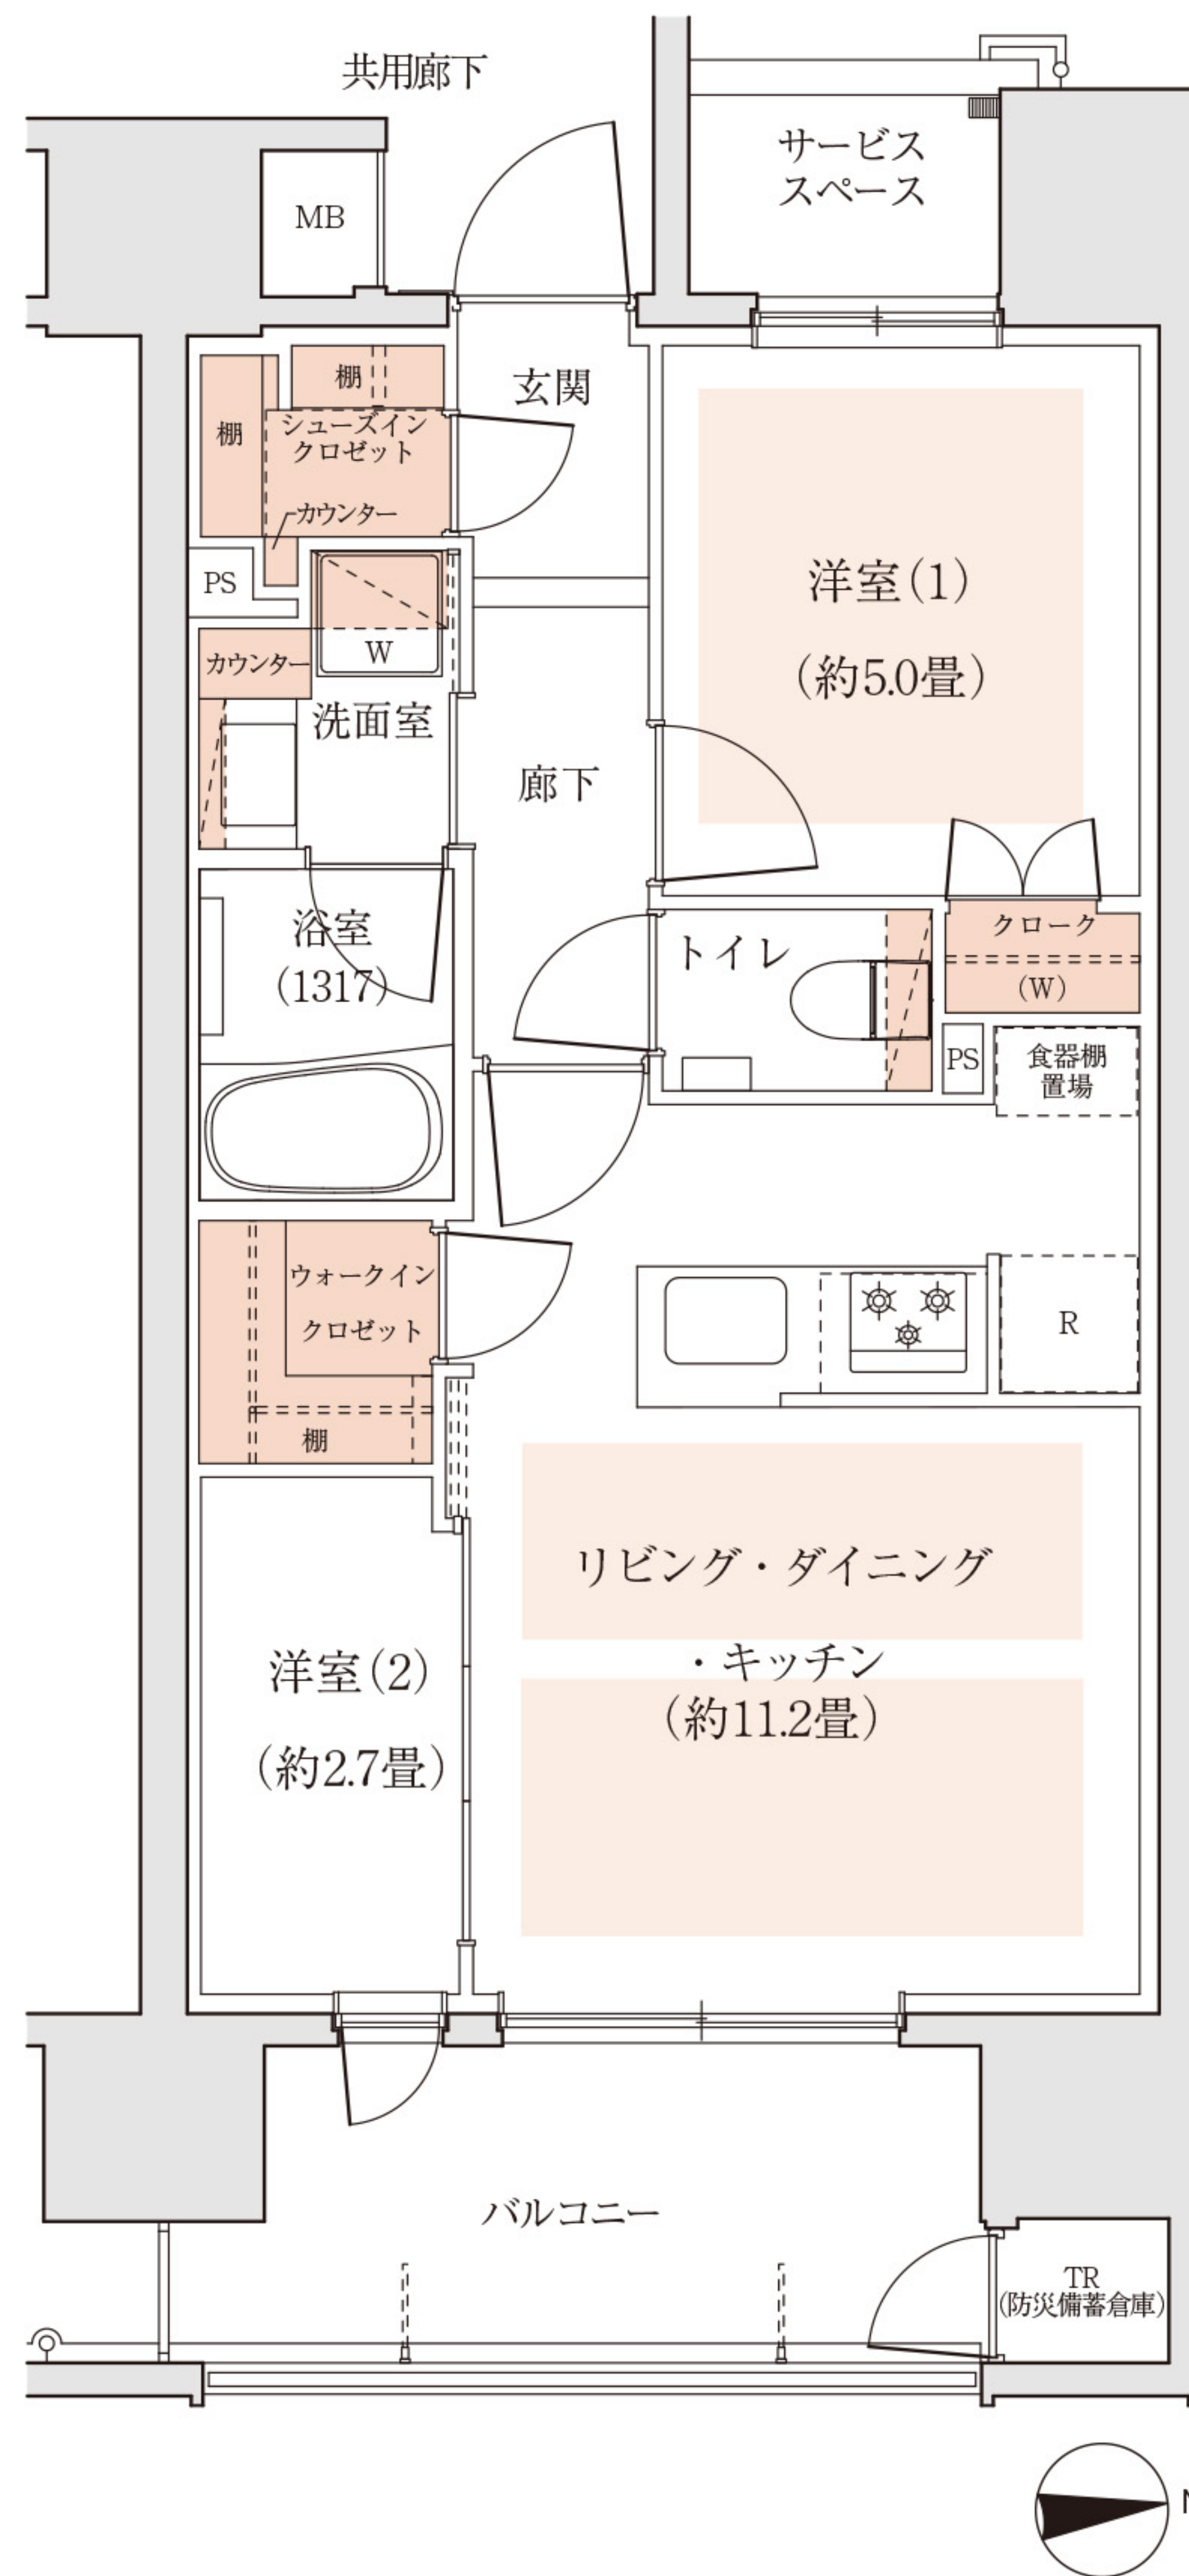 共用廊下
サービス
スペース
MB
玄関
棚
棚
シューズイン
クロゼット
カウンター
PS
洋室(1)
(約5.0畳)
W
カウンター
洗面室
廊下
浴室
(1317)
トイレ
クローク
(W)
PS
食器棚
置場
ウォークイン
クロゼット
R
棚
リビング・ダイニング
・キッチン
(約11.2畳)
洋室(2)
(約2.7畳)
バルコニー
TR
(防災備蓄倉庫)